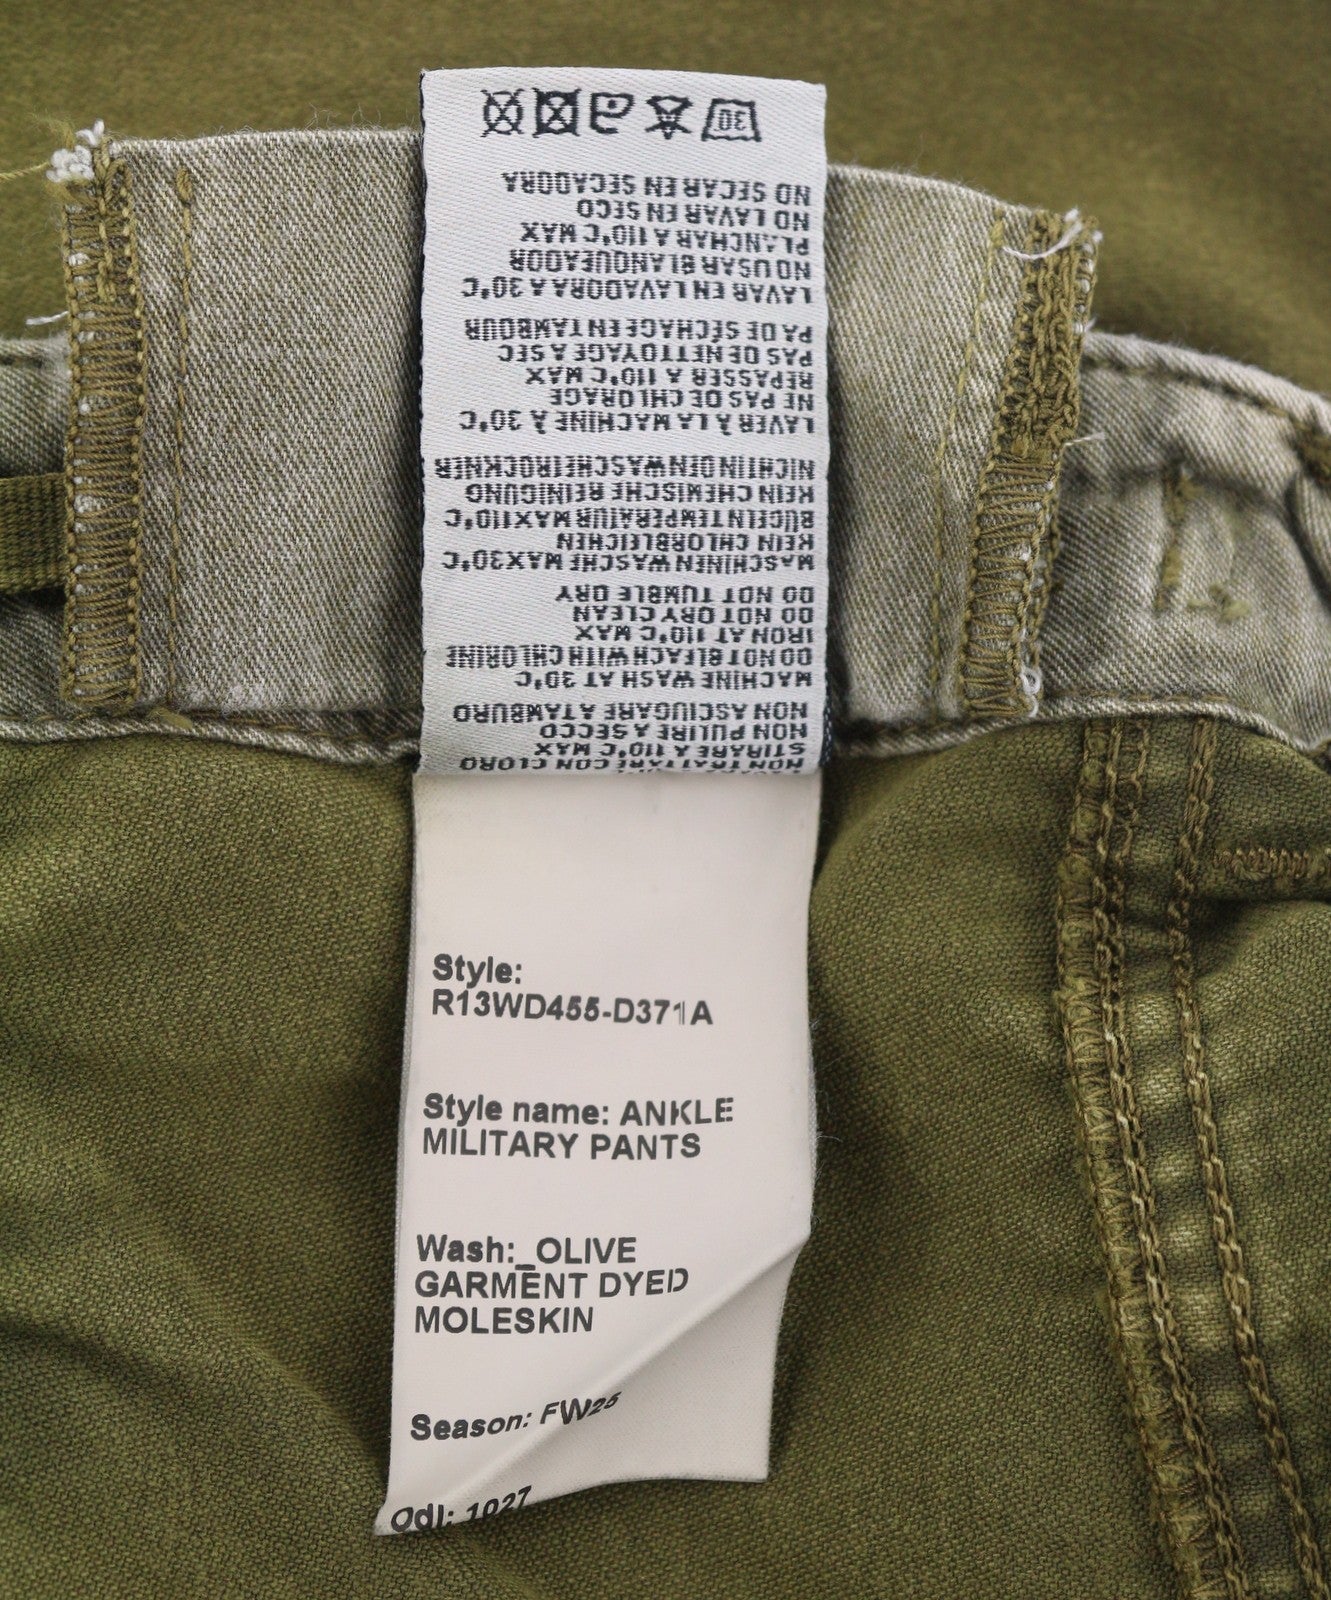 NON TRATTARE CON CLORO
STIRARE A 110°C MAX
NON PULIRE A SECCO
NON ASCIUGARE A TAMBURO
MACHINE WASH AT 30°C
DO NOT BLEACH WITH CHLORINE
IRON AT 110°C MAX
DO NOT DRY CLEAN
DO NOT TUMBLE DRY
MASCHINEN WASCHE MAX30°C
KEIN CHLORBLEICHEN
BUGELNTEMPERATUR MAX110°C
KEIN CHEMISCHE REINIGUNG
NICHT IN DEN WASCHETROCKNER
LAVER À LA MACHINE À 30°C
NE PAS DE CHLORAGE
REPASSER A 110°C MAX
PAS DE NETTOYAGE A SEC
PA DE SÉCHAGE EN TAMBOUR
LAVAR EN LAVADORA A 30°C
NO USAR BLANQUEADOR
PLANCHAR A 110°C MAX
NO LAVAR EN SECO
NO SECAR EN SECADORA
30
Style:
R13WD455-D371A
Style name: ANKLE
MILITARY PANTS
Wash:_OLIVE
GARMENT DYED
MOLESKIN
Season: FW25
Odl: 1027